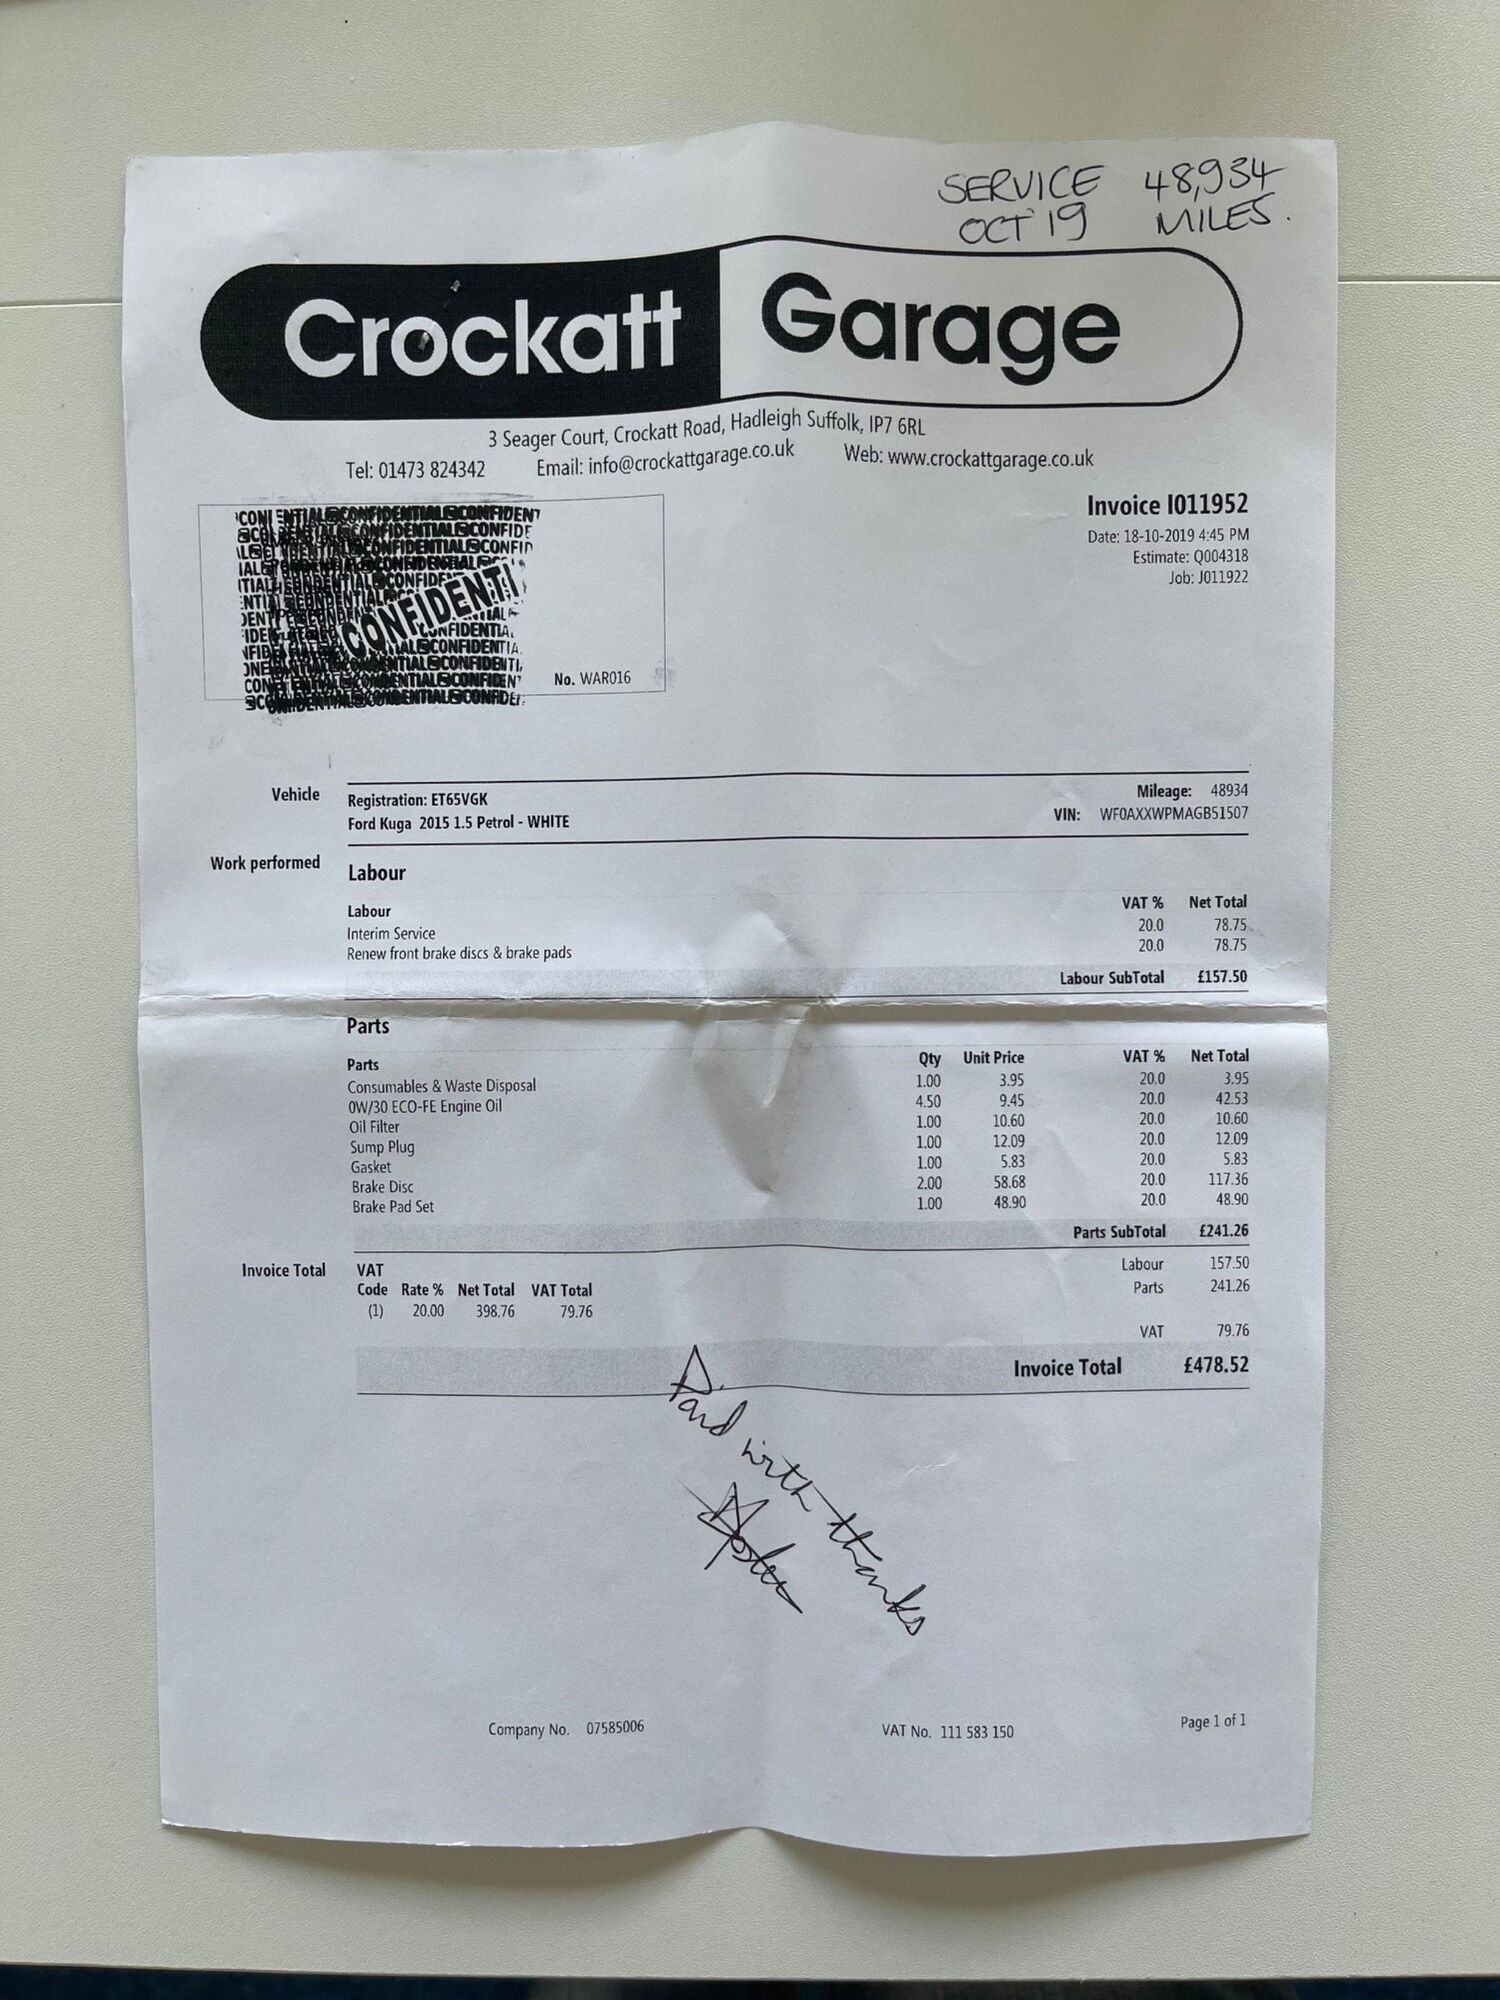 SERVICE 48,934
OCT'19 MILES.
Crockatt Garage
3 Seager Court, Crockatt Road, Hadleigh Suffolk, IP7 6RL
Tel: 01473 824342 Email: info@crockattgarage.co.uk Web: www.crockattgarage.co.uk
CONFIDENTI
No. WAR016
Invoice I011952
Date: 18-10-2019 4:45 PM
Estimate: Q004318
Job: J011922
Vehicle Registration: ET65VGK Mileage: 48934
Ford Kuga 2015 1.5 Petrol - WHITE VIN: WF0AXXWPMAGB51507
Work performed Labour
Labour VAT % Net Total
Interim Service 20.0 78.75
Renew front brake discs & brake pads 20.0 78.75
Labour SubTotal £157.50
Parts
Parts Qty Unit Price VAT % Net Total
Consumables & Waste Disposal 1.00 3.95 20.0 3.95
0W/30 ECO-FE Engine Oil 4.50 9.45 20.0 42.53
Oil Filter 1.00 10.60 20.0 10.60
Sump Plug 1.00 12.09 20.0 12.09
Gasket 1.00 5.83 20.0 5.83
Brake Disc 2.00 58.68 20.0 117.36
Brake Pad Set 1.00 48.90 20.0 48.90
Parts SubTotal £241.26
Invoice Total VAT Labour 157.50
Code Rate % Net Total VAT Total Parts 241.26
(1) 20.00 398.76 79.76
VAT 79.76
Invoice Total £478.52
Paid with thanks
Company No. 07585006 VAT No. 111 583 150 Page 1 of 1